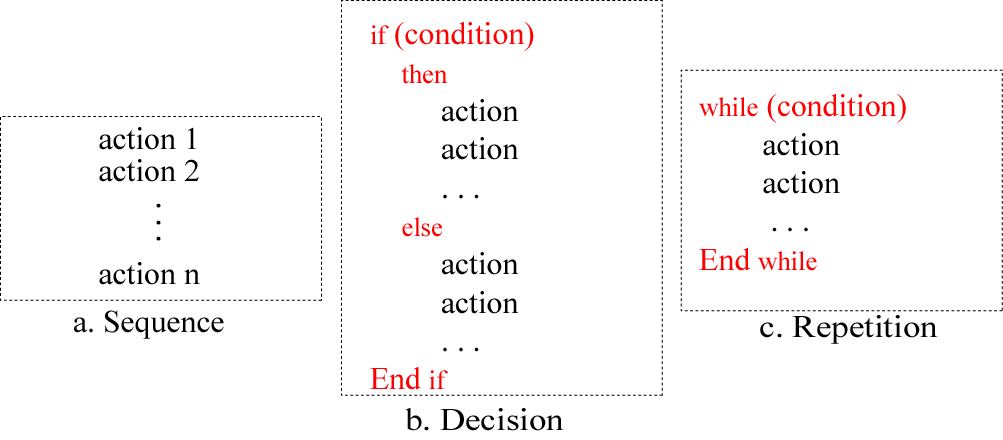 action 1
action 2
.
.
.
action n
a. Sequence
if (condition)
then
action
action
. . .
else
action
action
. . .
End if
b. Decision
while (condition)
action
action
. . .
End while
c. Repetition